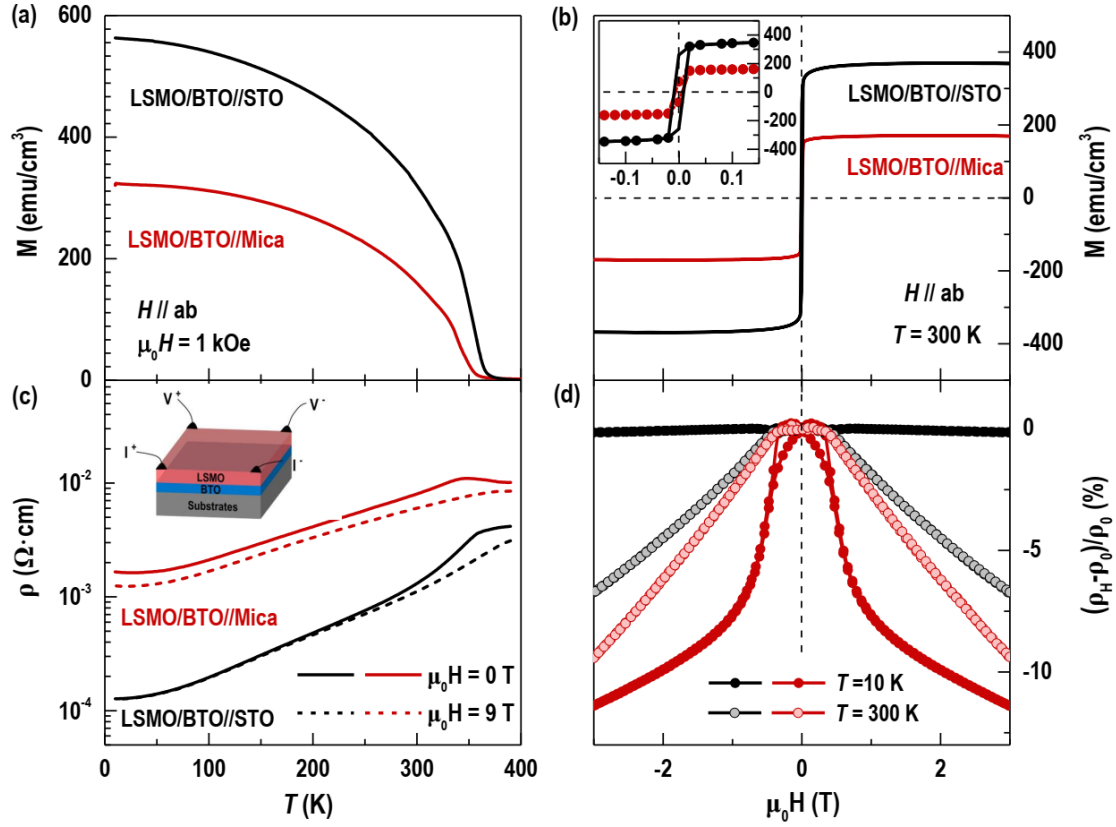 (a)
600
400
200
0
M (emu/cm³)
LSMO/BTO//STO
LSMO/BTO//Mica
H // ab
μ₀H = 1 kOe
(b)
400
200
0
-200
-400
-0.1 0.0 0.1
LSMO/BTO//STO
LSMO/BTO//Mica
H // ab
T = 300 K
400
200
0
-200
-400
M (emu/cm³)
(c)
V⁺
V⁻
I⁺
I⁻
LSMO
BTO
Substrates
10⁻²
10⁻³
10⁻⁴
ρ (Ω·cm)
LSMO/BTO//Mica
LSMO/BTO//STO
μ₀H = 0 T
μ₀H = 9 T
0 100 200 300 400
T (K)
(d)
0
-5
-10
(ρH-ρ₀)/ρ₀ (%)
T =10 K
T = 300 K
-2 0 2
μ₀H (T)